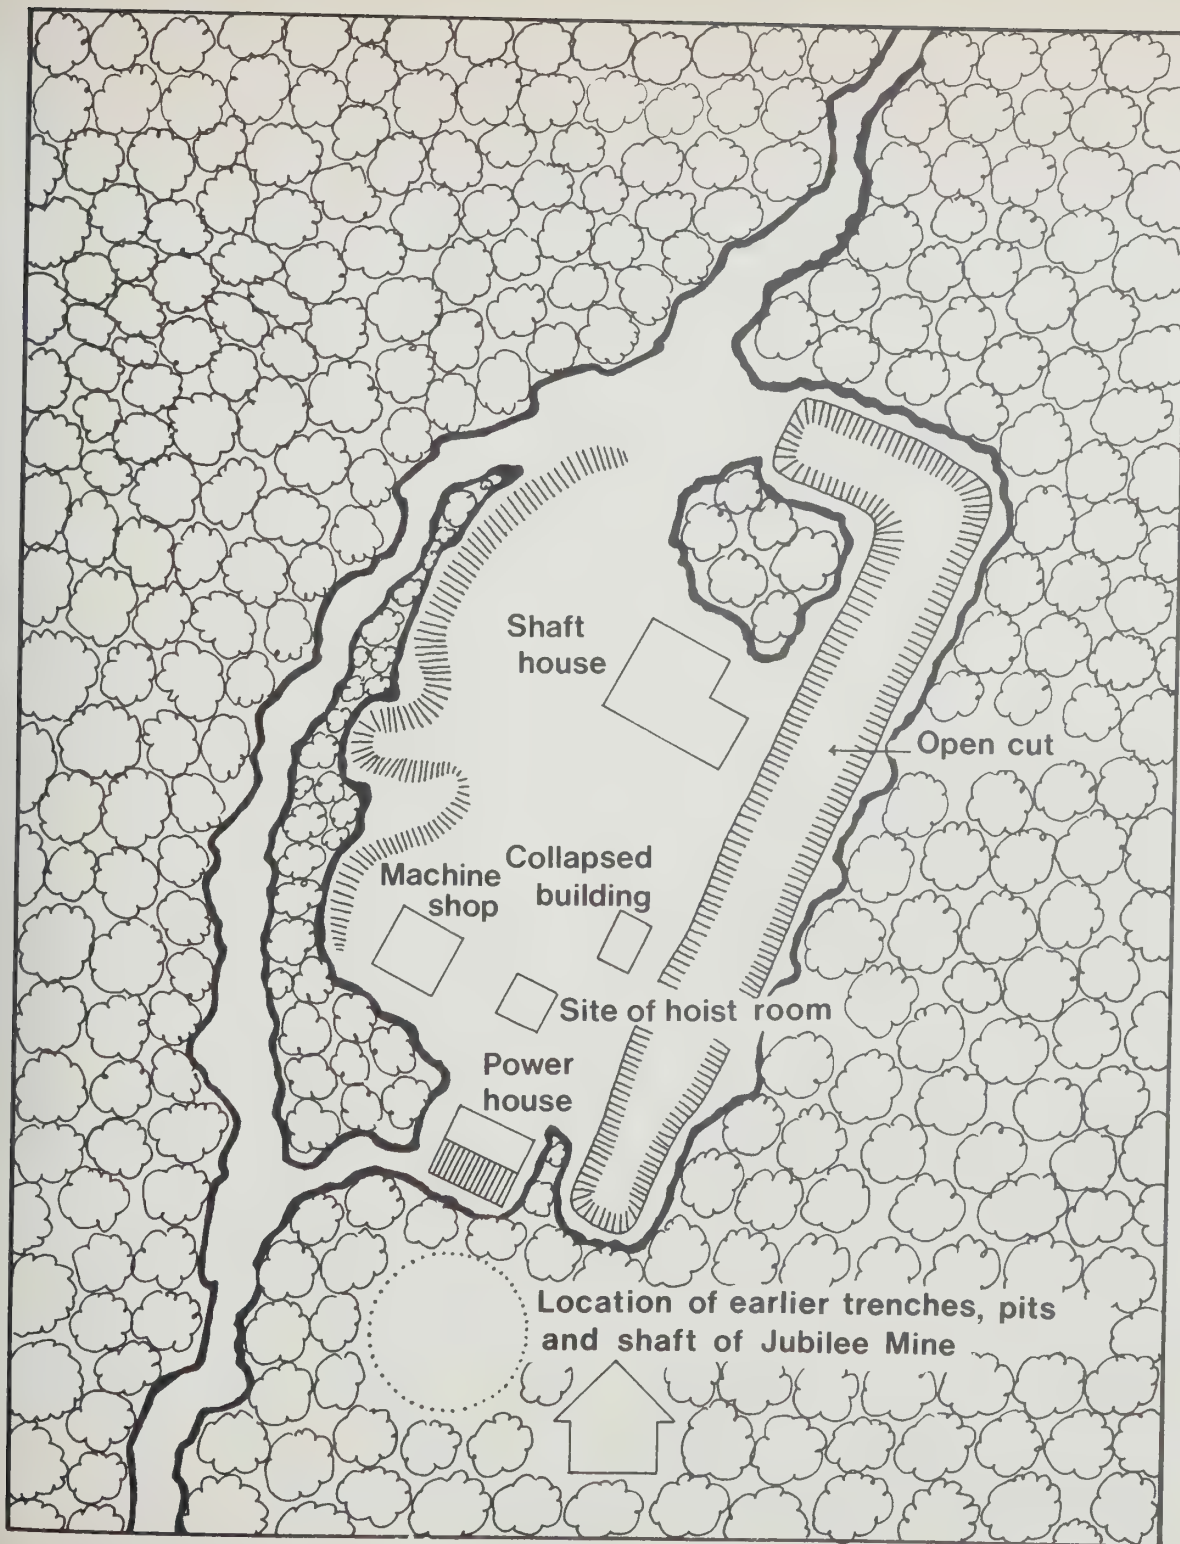 Shaft
house
Open cut
Collapsed
building
Machine
shop
Site of hoist room
Power
house
Location of earlier trenches, pits
and shaft of Jubilee Mine